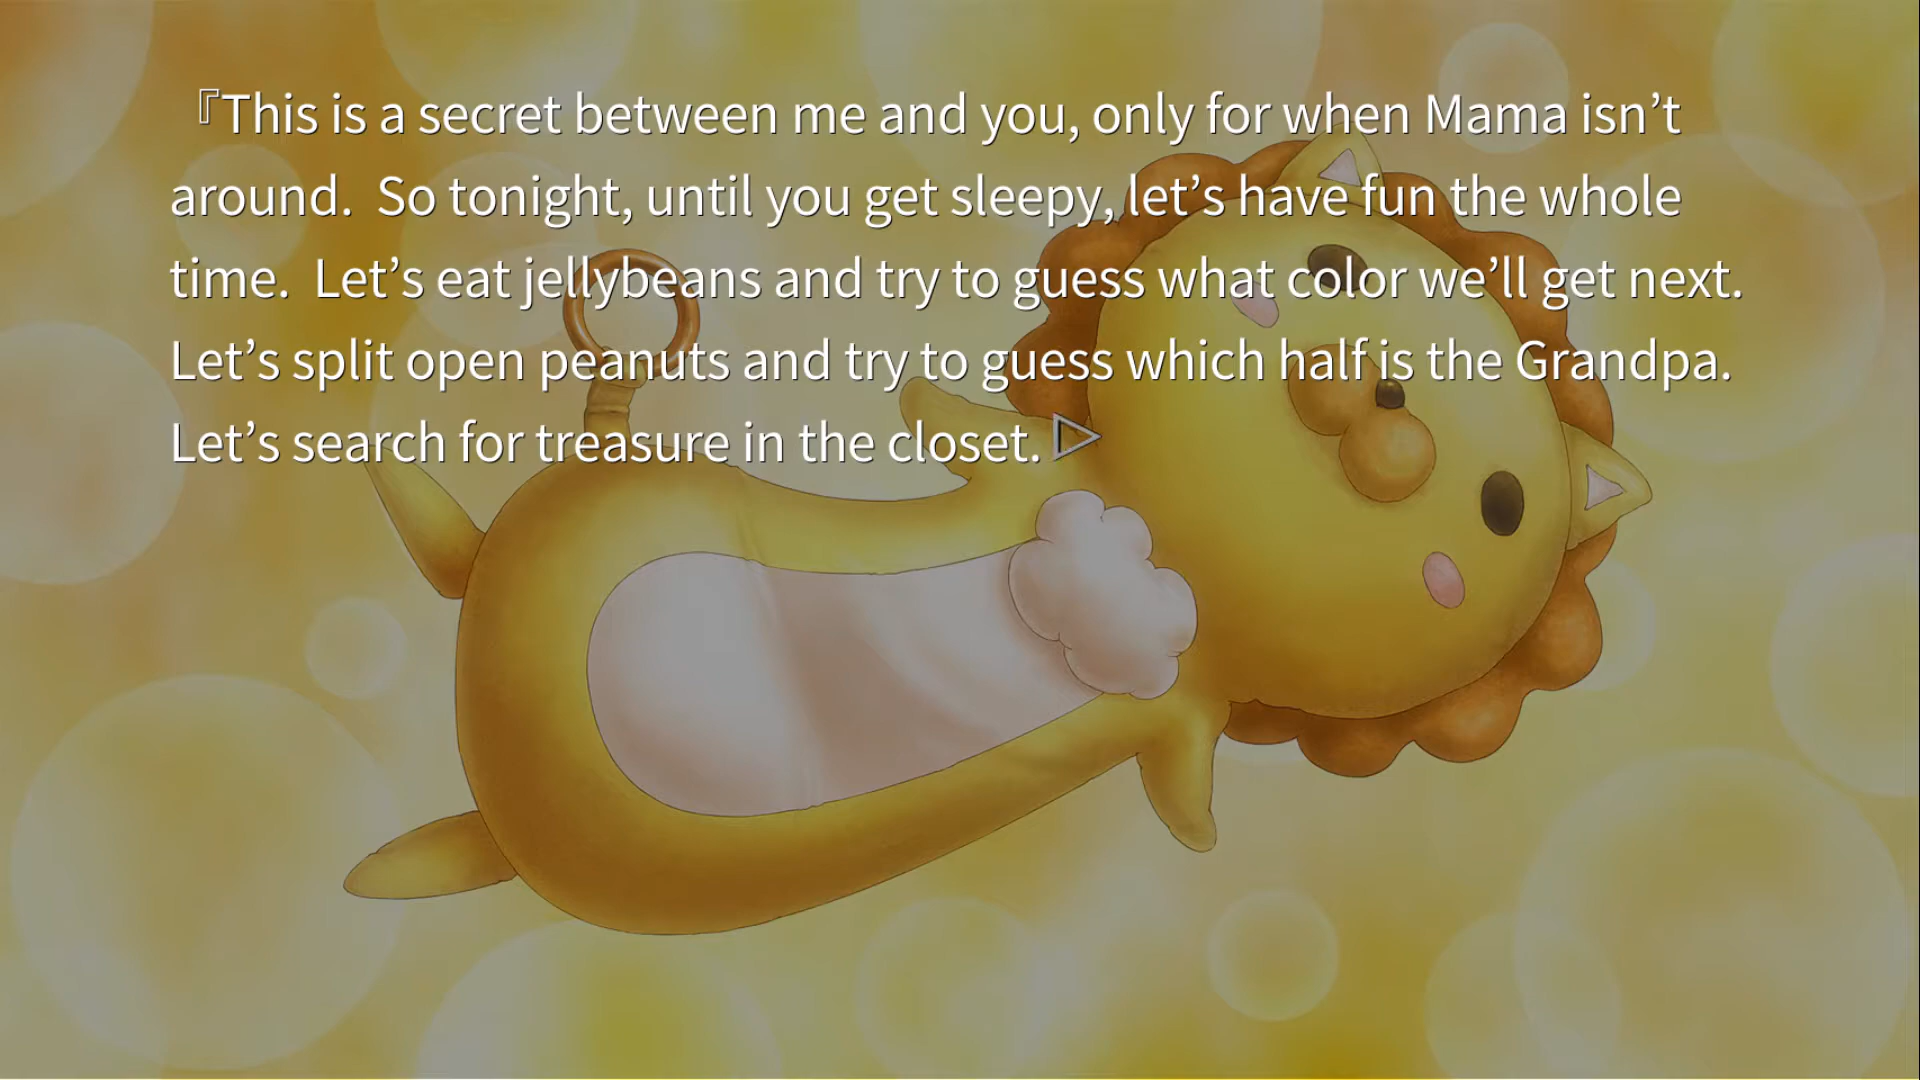 『This is a secret between me and you, only for when Mama isn’t
around.  So tonight, until you get sleepy, let’s have fun the whole
time.  Let’s eat jellybeans and try to guess what color we’ll get next.
Let’s split open peanuts and try to guess which half is the Grandpa.
Let’s search for treasure in the closet.